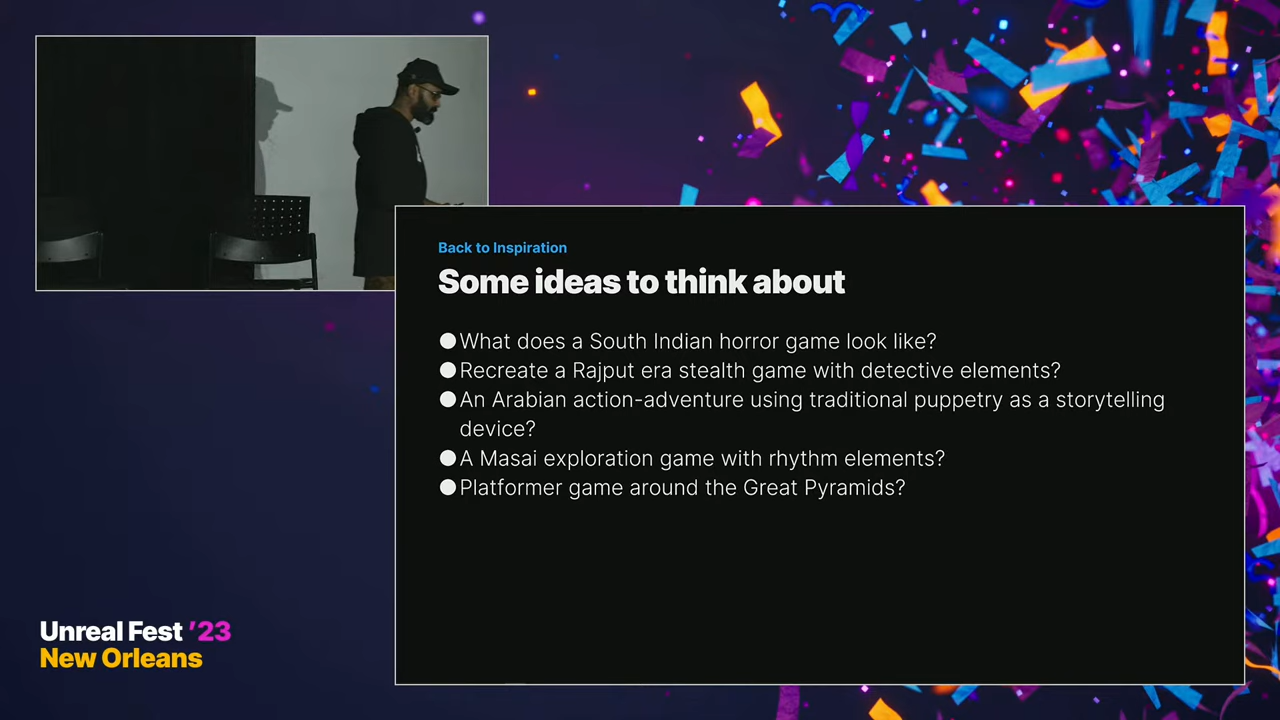 Back to Inspiration
Some ideas to think about
●What does a South Indian horror game look like?
●Recreate a Rajput era stealth game with detective elements?
●An Arabian action-adventure using traditional puppetry as a storytelling
device?
●A Masai exploration game with rhythm elements?
●Platformer game around the Great Pyramids?
Unreal Fest '23
New Orleans